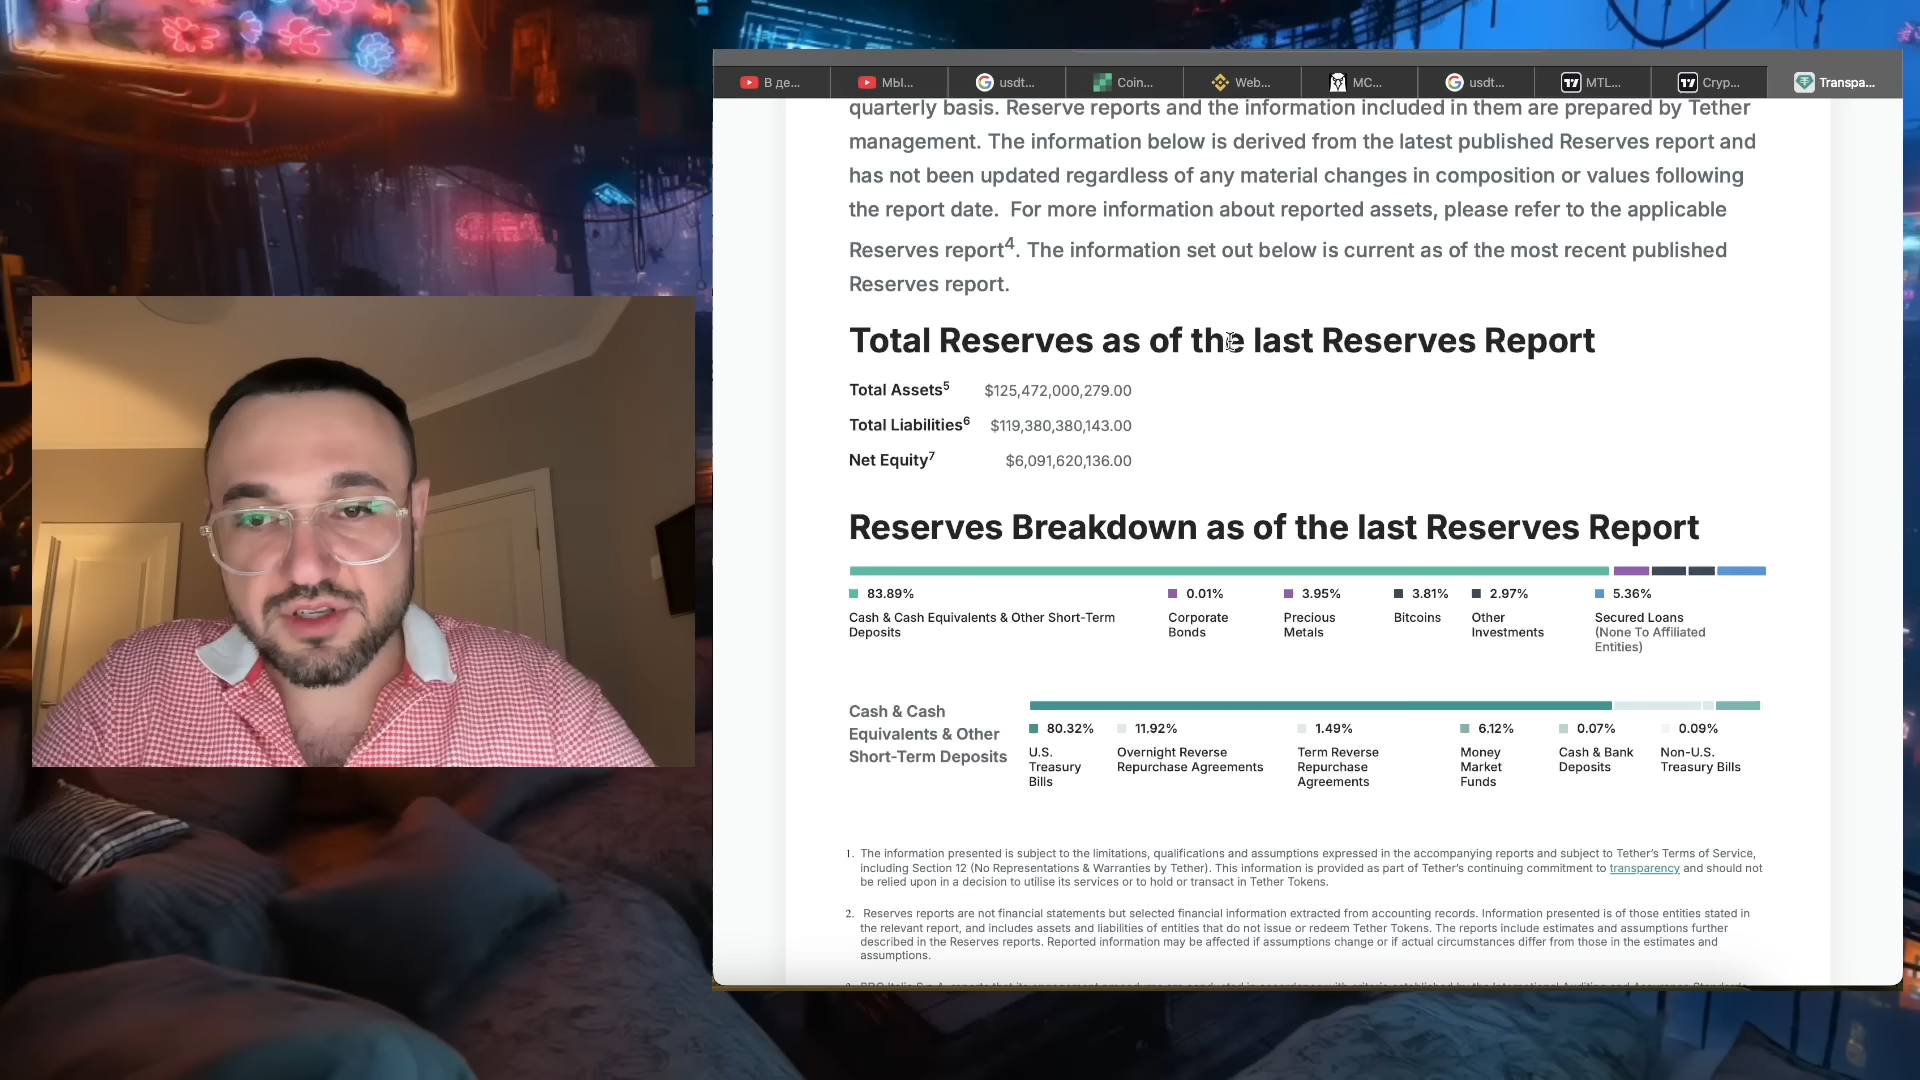 В де...
МЫ...
usdt...
Coin...
Web...
MC...
usdt...
MTL...
Cryp...
Transpa...
quarterly basis. Reserve reports and the information included in them are prepared by Tether
management. The information below is derived from the latest published Reserves report and
has not been updated regardless of any material changes in composition or values following
the report date. For more information about reported assets, please refer to the applicable
Reserves report4. The information set out below is current as of the most recent published
Reserves report.
Total Reserves as of the last Reserves Report
Total Assets5 $125,472,000,279.00
Total Liabilities6 $119,380,380,143.00
Net Equity7 $6,091,620,136.00
Reserves Breakdown as of the last Reserves Report
83.89%
Cash & Cash Equivalents & Other Short-Term
Deposits
0.01%
Corporate
Bonds
3.95%
Precious
Metals
3.81%
Bitcoins
2.97%
Other
Investments
5.36%
Secured Loans
(None To Affiliated
Entities)
Cash & Cash
Equivalents & Other
Short-Term Deposits
80.32%
U.S.
Treasury
Bills
11.92%
Overnight Reverse
Repurchase Agreements
1.49%
Term Reverse
Repurchase
Agreements
6.12%
Money
Market
Funds
0.07%
Cash & Bank
Deposits
0.09%
Non-U.S.
Treasury Bills
1. The information presented is subject to the limitations, qualifications and assumptions expressed in the accompanying reports and subject to Tether's Terms of Service,
including Section 12 (No Representations & Warranties by Tether). This information is provided as part of Tether's continuing commitment to transparency and should not
be relied upon in a decision to utilise its services or to hold or transact in Tether Tokens.
2. Reserves reports are not financial statements but selected financial information extracted from accounting records. Information presented is of those entities stated in
the relevant report, and includes assets and liabilities of entities that do not issue or redeem Tether Tokens. The reports include estimates and assumptions further
described in the Reserves reports. Reported information may be affected if assumptions change or if actual circumstances differ from those in the estimates and
assumptions.